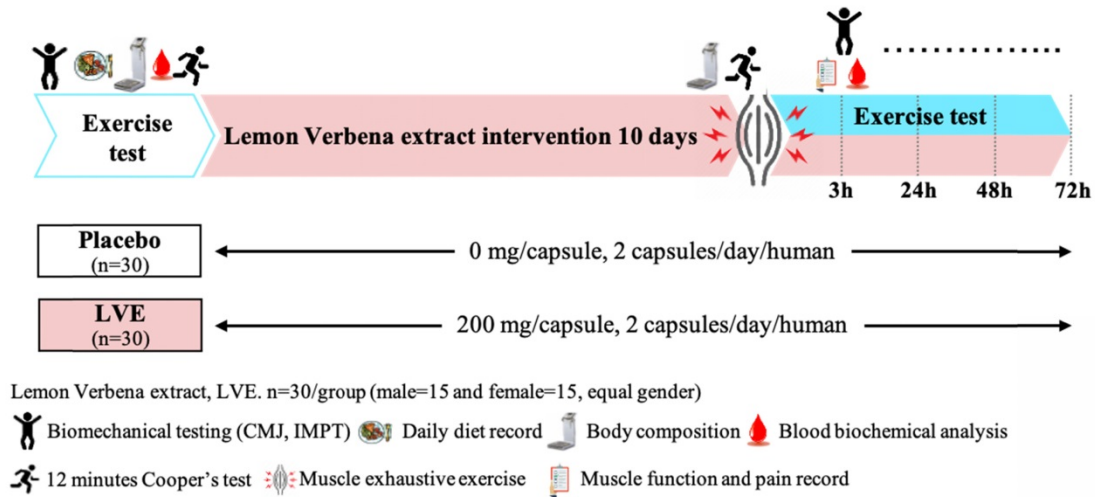 Exercise test
Lemon Verbena extract intervention 10 days
Exercise test
3h 24h 48h 72h
Placebo
(n=30)
0 mg/capsule, 2 capsules/day/human
LVE
(n=30)
200 mg/capsule, 2 capsules/day/human
Lemon Verbena extract, LVE. n=30/group (male=15 and female=15, equal gender)
Biomechanical testing (CMJ, IMPT) Daily diet record Body composition Blood biochemical analysis
12 minutes Cooper's test Muscle exhaustive exercise Muscle function and pain record